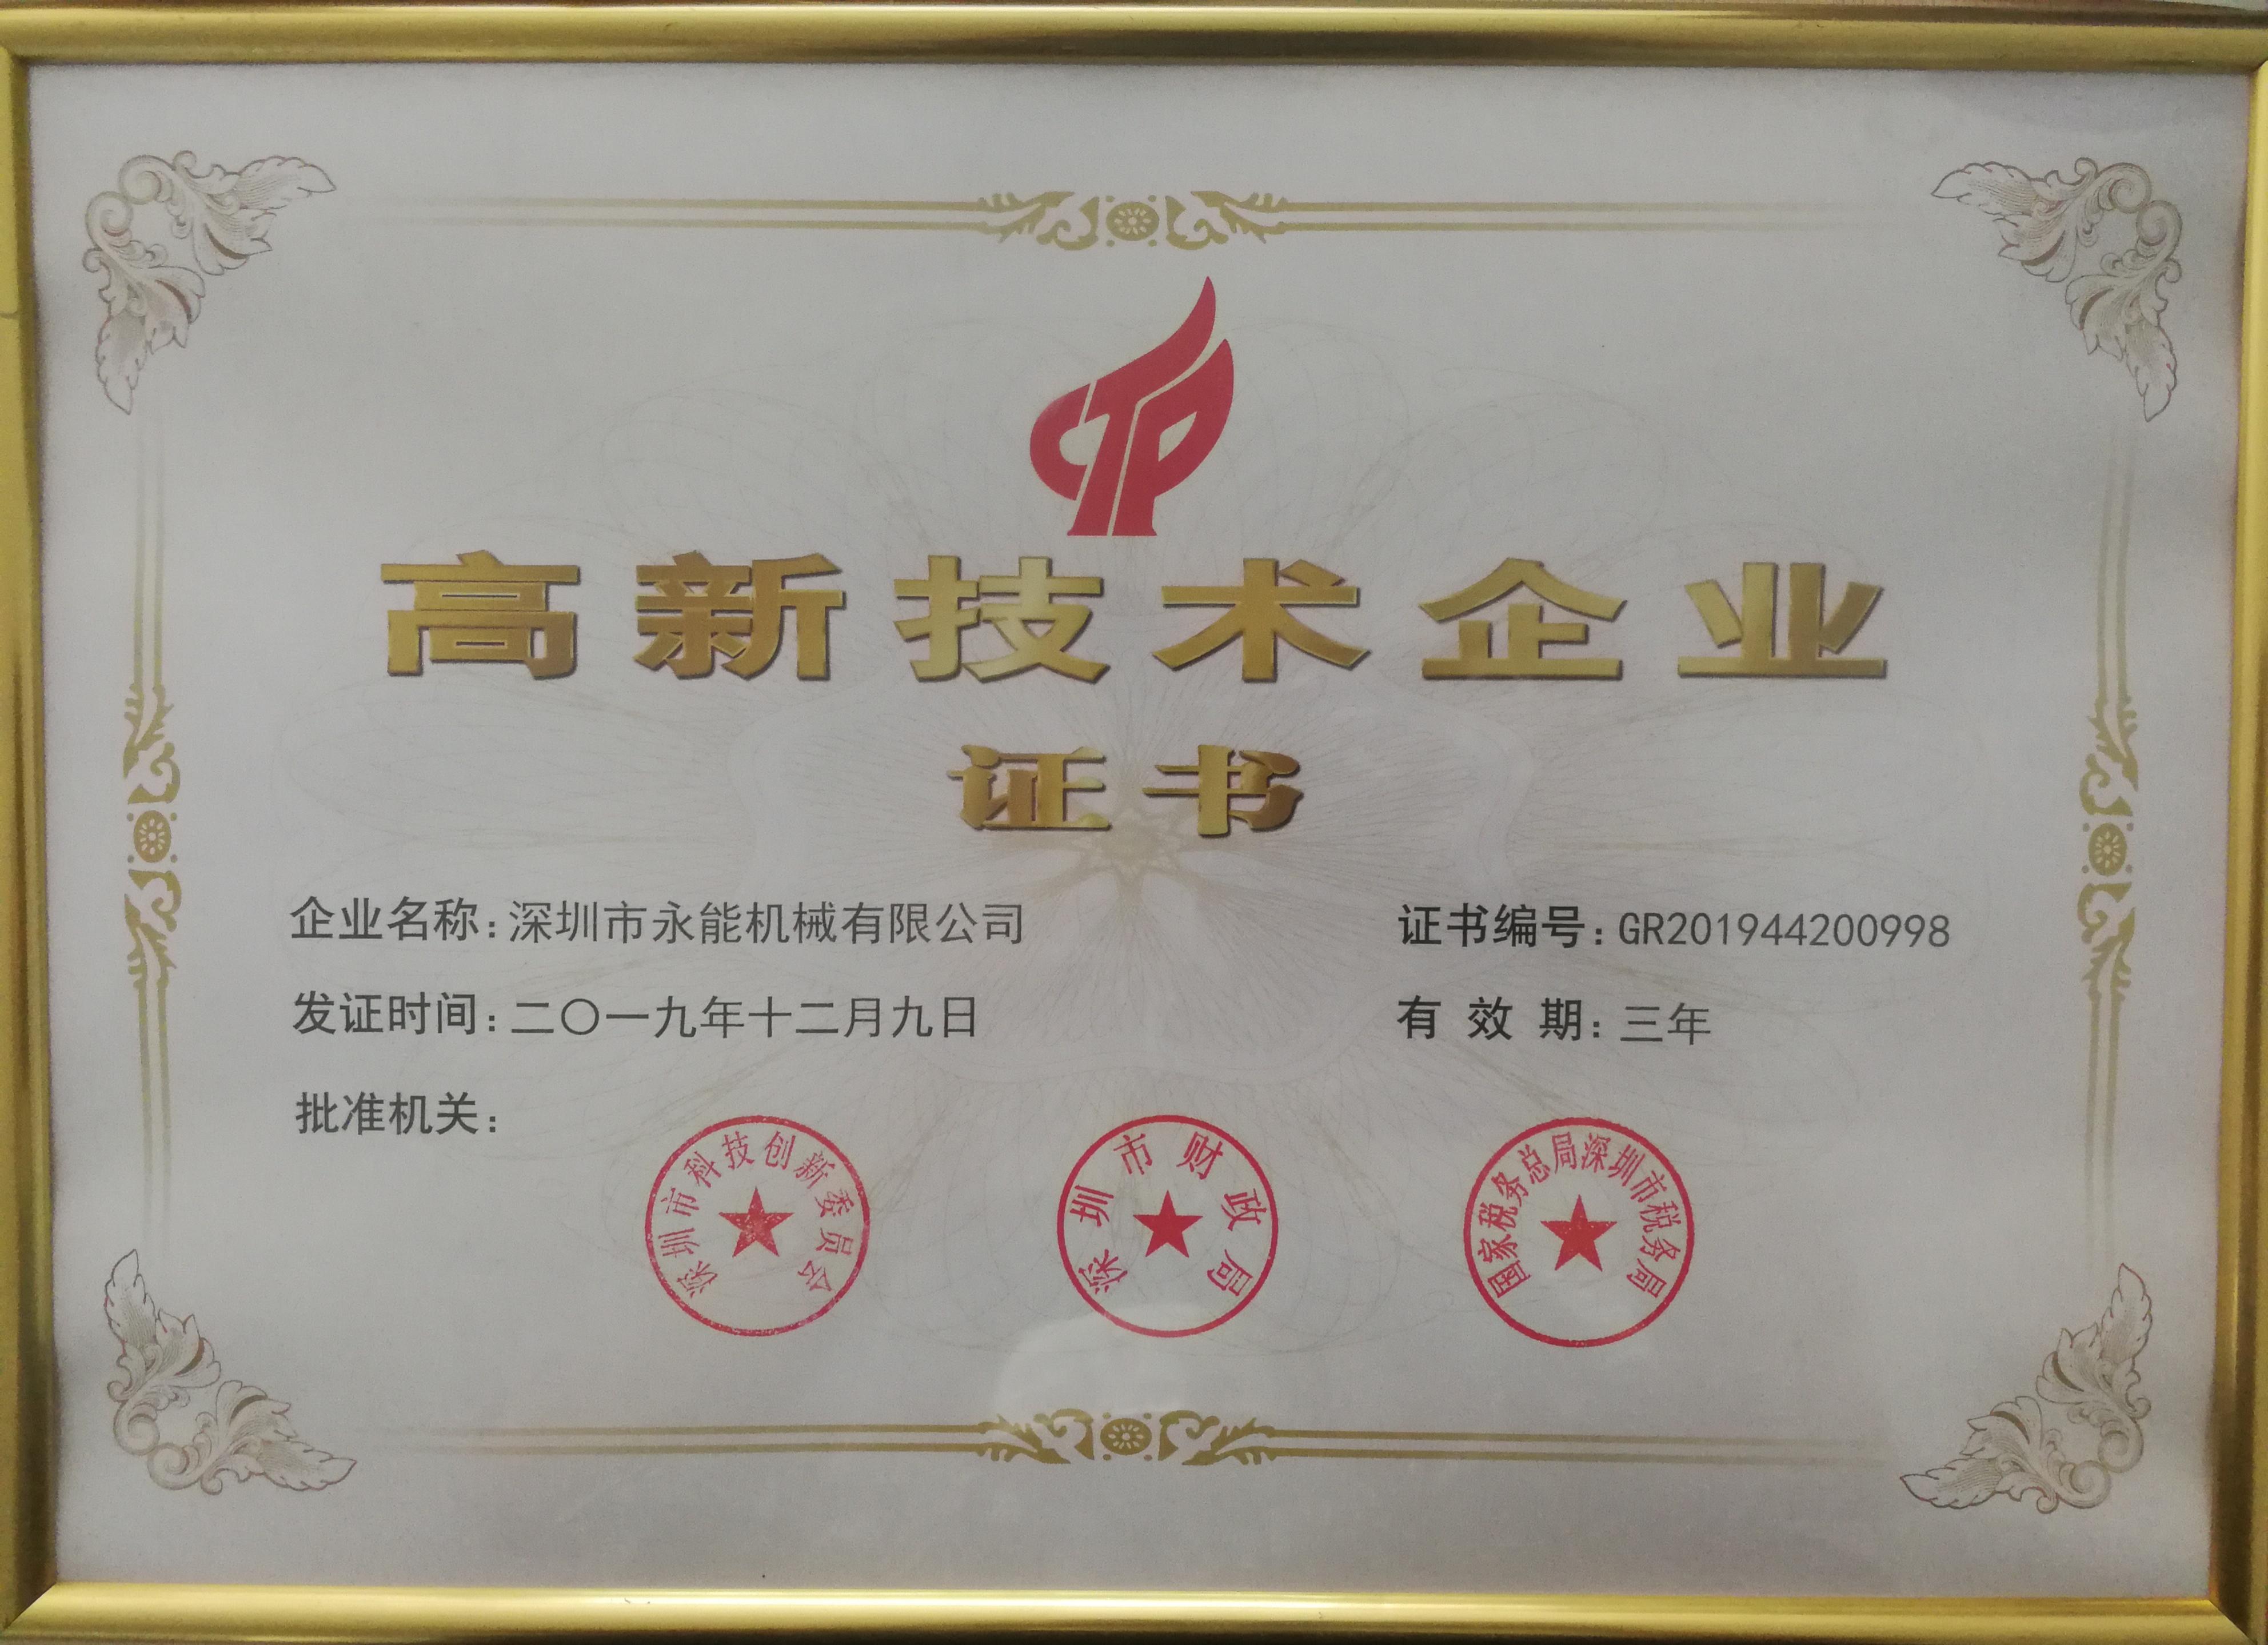 CTP
高新技术企业
证书
企业名称：深圳市永能机械有限公司
证书编号：GR201944200998
发证时间：二〇一九年十二月九日
有效期：三年
批准机关：
深圳市科技创新委员会
深圳市财政局
国家税务总局深圳市税务局